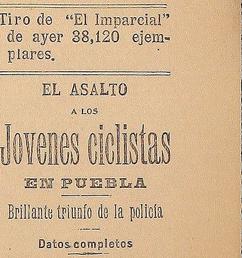 Tiro de "El Imparcial"
de ayer 38,120 ejem-
plares.
EL ASALTO
A LOS
Jovenes ciclistas
EN PUEBLA
Brillante triunfo de la policía
Datos completos